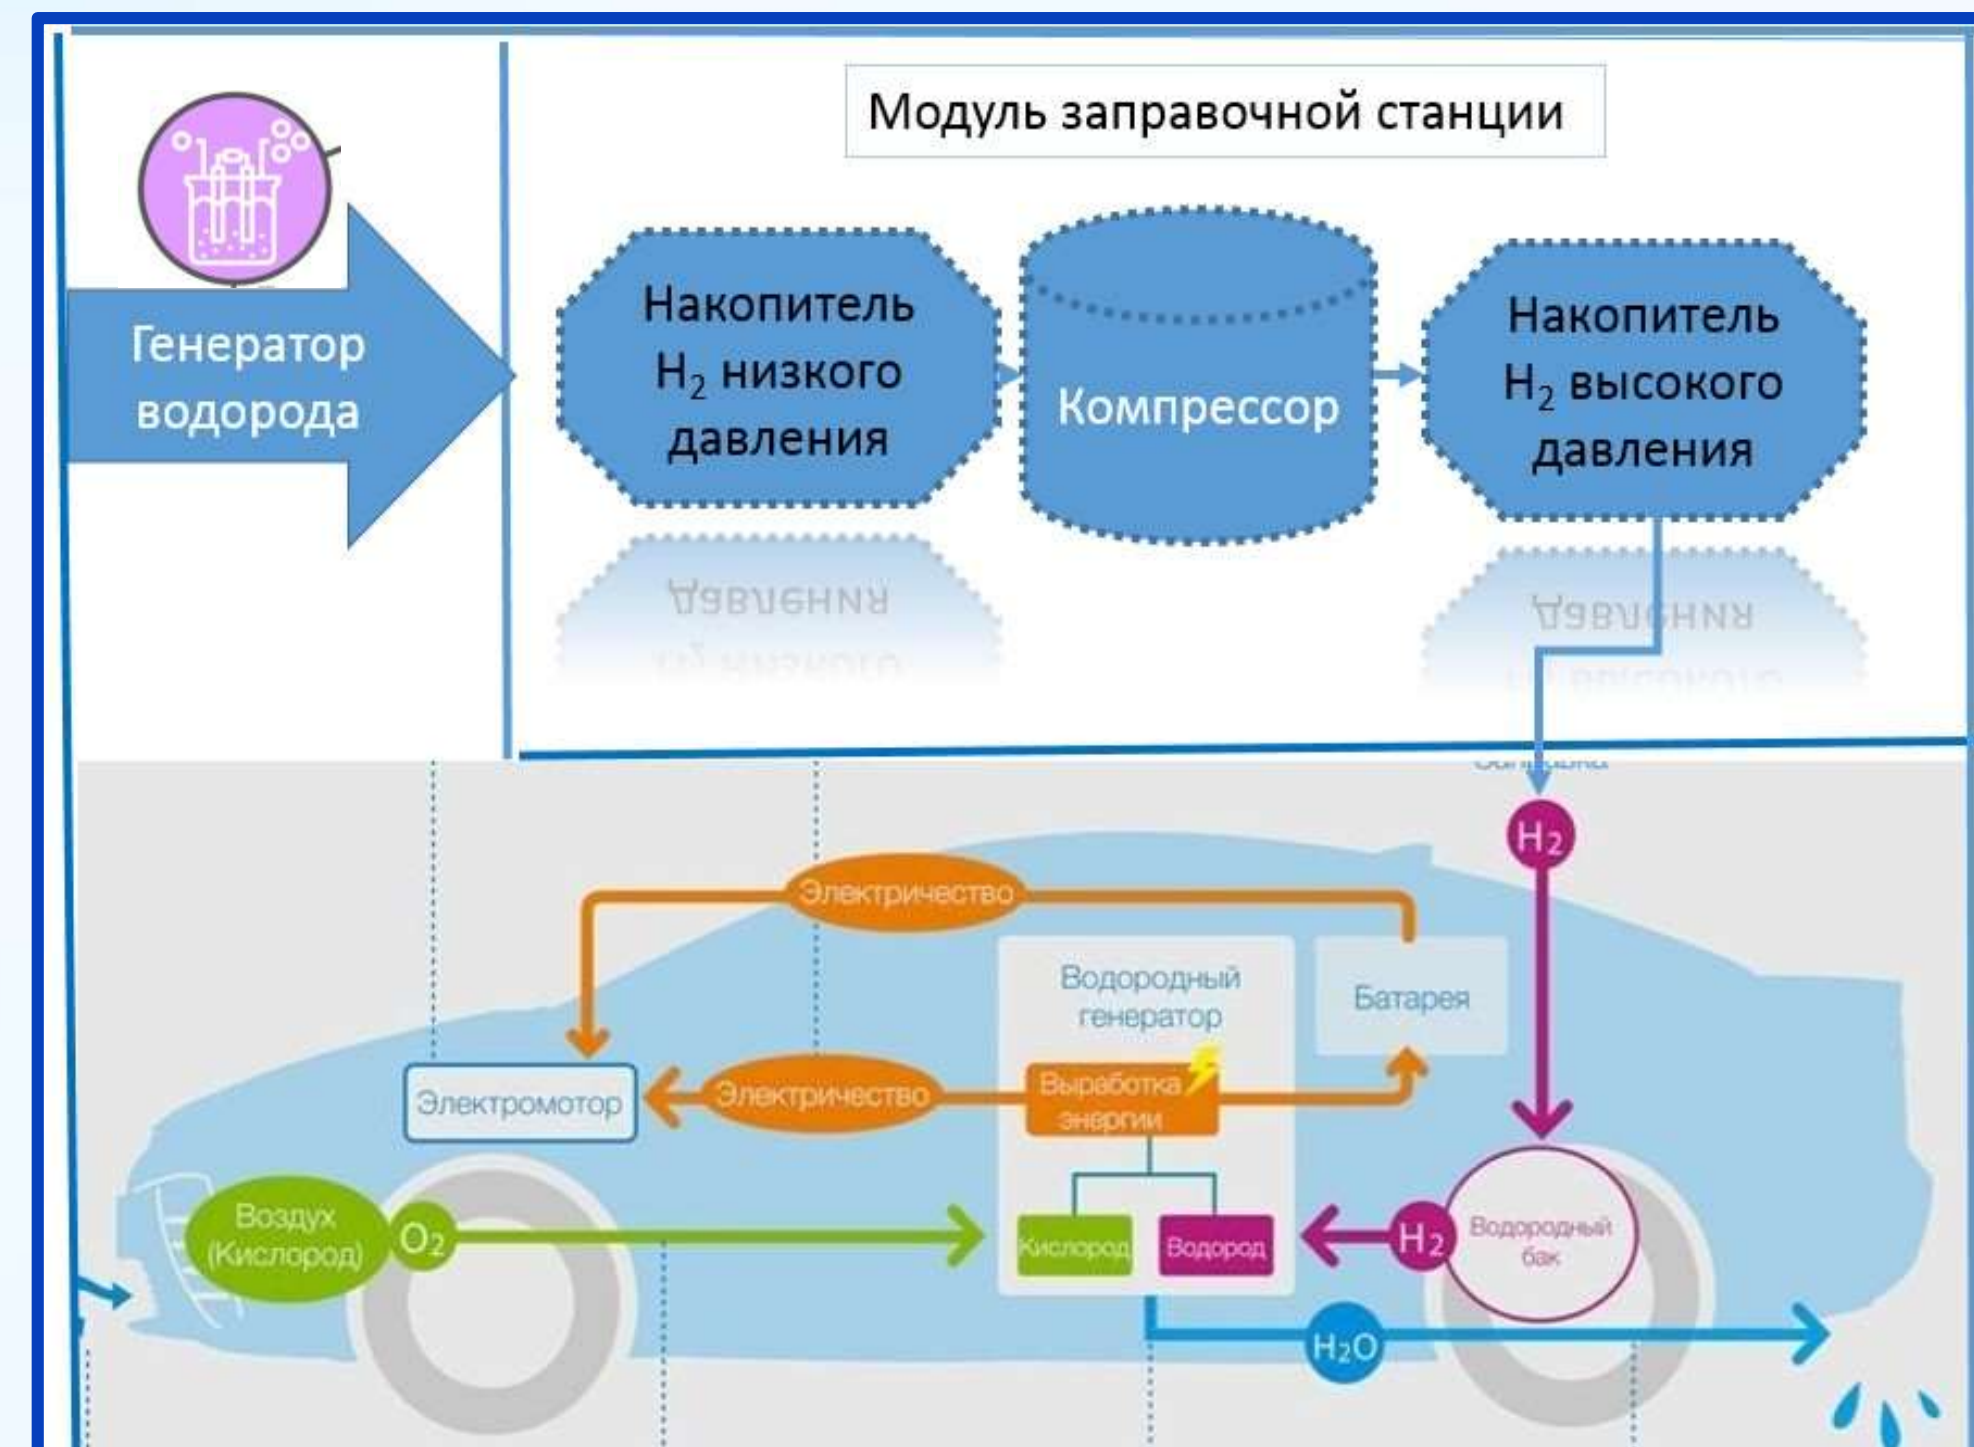 Модуль заправочной станции
Генератор
водорода
Накопитель
H₂ низкого
давления
Компрессор
Накопитель
H₂ высокого
давления
H₂
Электричество
Водородный
генератор
Батарея
Электромотор
Электричество
Выработка
энергии
Воздух
(Кислород)
O₂
Кислород
Водород
H₂
Водородный
бак
H₂O